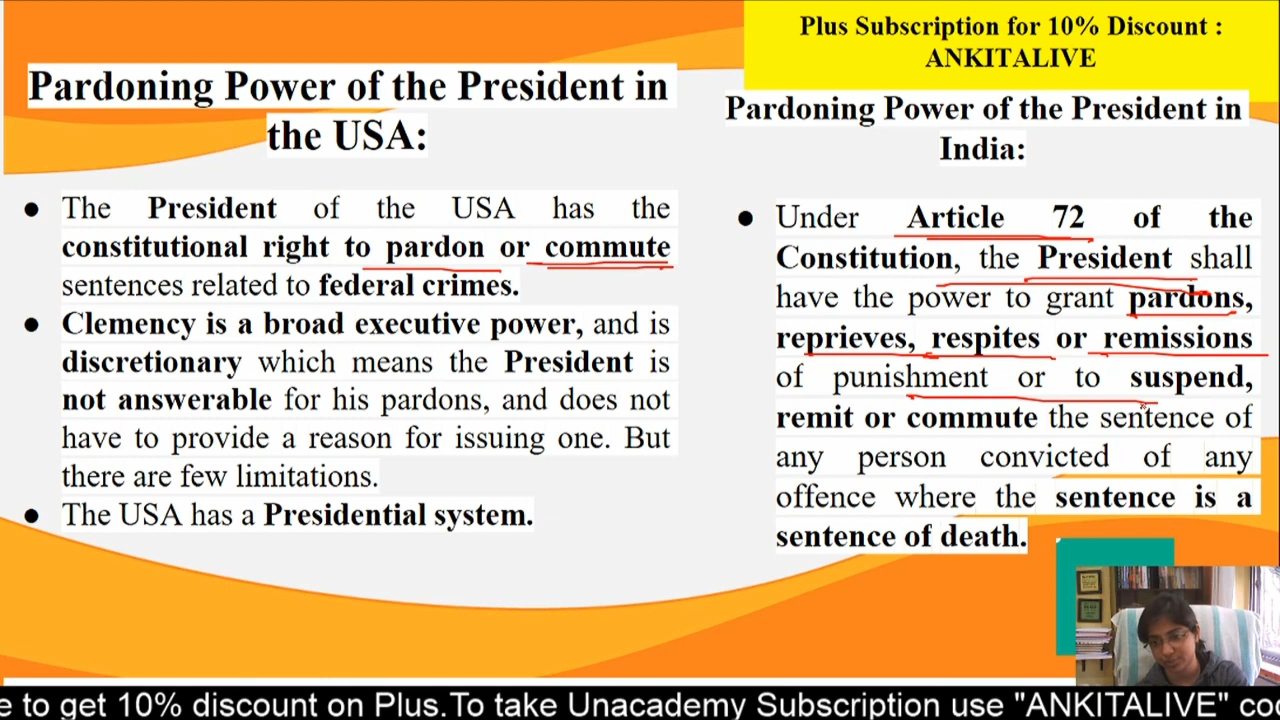 Plus Subscription for 10% Discount :
ANKITALIVE
Pardoning Power of the President in
the USA:
● The President of the USA has the
constitutional right to pardon or commute
sentences related to federal crimes.
● Clemency is a broad executive power, and is
discretionary which means the President is
not answerable for his pardons, and does not
have to provide a reason for issuing one. But
there are few limitations.
● The USA has a Presidential system.
Pardoning Power of the President in
India:
● Under Article 72 of the
Constitution, the President shall
have the power to grant pardons,
reprieves, respites or remissions
of punishment or to suspend,
remit or commute the sentence of
any person convicted of any
offence where the sentence is a
sentence of death.
e to get 10% discount on Plus.To take Unacademy Subscription use "ANKITALIVE" co